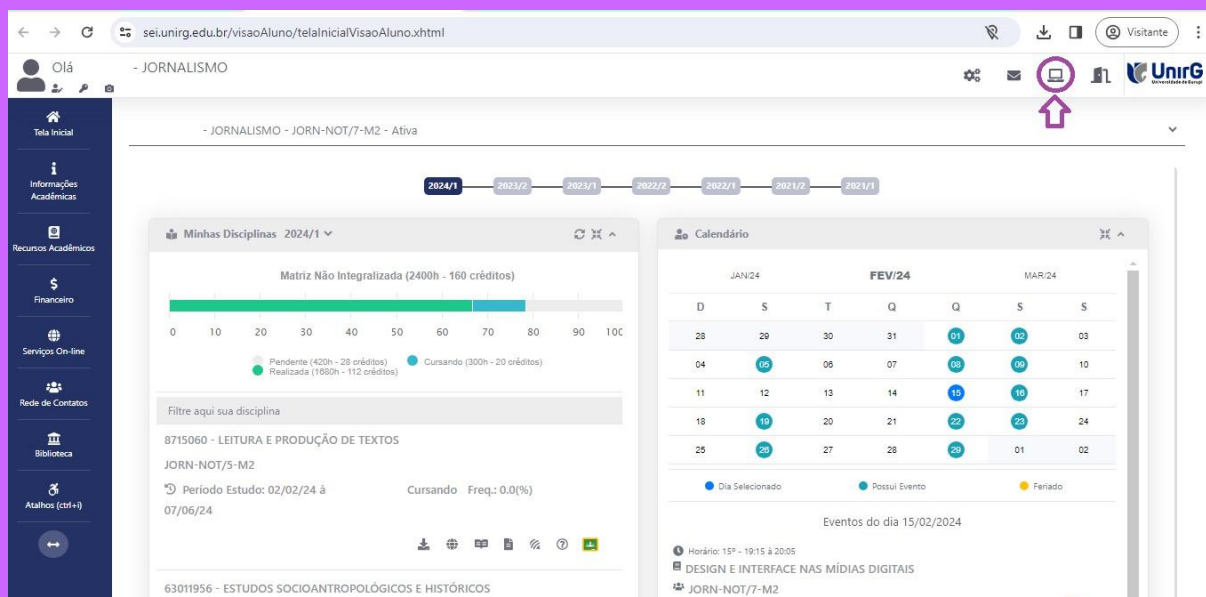 sei.unirg.edu.br/visaoAluno/telaInicialVisaoAluno.xhtml
Visitante
Olá
- JORNALISMO
UnirG
Tela Inicial
Informações
Acadêmicas
Recursos Acadêmicos
Financeiro
Serviços On-line
Rede de Contatos
Biblioteca
Atalhos (ctrl+i)
- JORNALISMO - JORN-NOT/7-M2 - Ativa
2024/1 2023/2 2023/1 2022/2 2022/1 2021/2 2021/1
Minhas Disciplinas 2024/1
Matriz Não Integralizada (2400h - 160 créditos)
0 10 20 30 40 50 60 70 80 90 100
Pendente (420h - 28 créditos) Cursando (300h - 20 créditos)
Realizada (1680h - 112 créditos)
Filtre aqui sua disciplina
8715060 - LEITURA E PRODUÇÃO DE TEXTOS
JORN-NOT/5-M2
Período Estudo: 02/02/24 à Cursando Freq.: 0.0(%)
07/06/24
63011956 - ESTUDOS SOCIOANTROPOLÓGICOS E HISTÓRICOS
Calendário
JAN/24 FEV/24 MAR/24
D S T Q Q S S
28 29 30 31 01 02 03
04 05 06 07 08 09 10
11 12 13 14 15 16 17
18 19 20 21 22 23 24
25 26 27 28 29 01 02
Dia Selecionado Possui Evento Feriado
Eventos do dia 15/02/2024
Horário: 15º - 19:15 à 20:05
DESIGN E INTERFACE NAS MÍDIAS DIGITAIS
JORN-NOT/7-M2